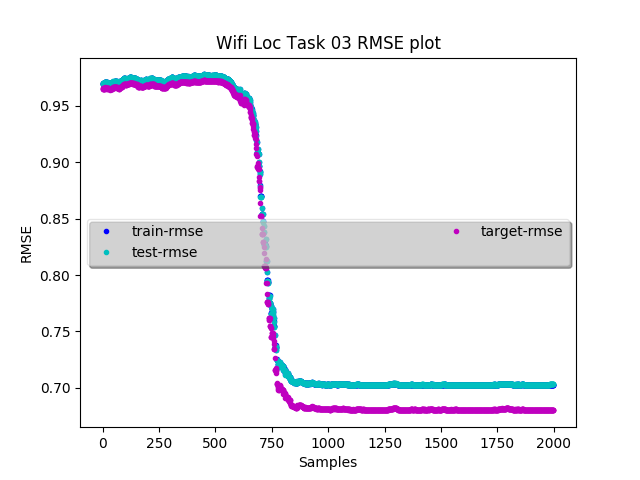 Wifi Loc Task 03 RMSE plot
0.95
0.90
0.85
0.80
0.75
0.70
RMSE
train-rmse
test-rmse
target-rmse
0 250 500 750 1000 1250 1500 1750 2000
Samples